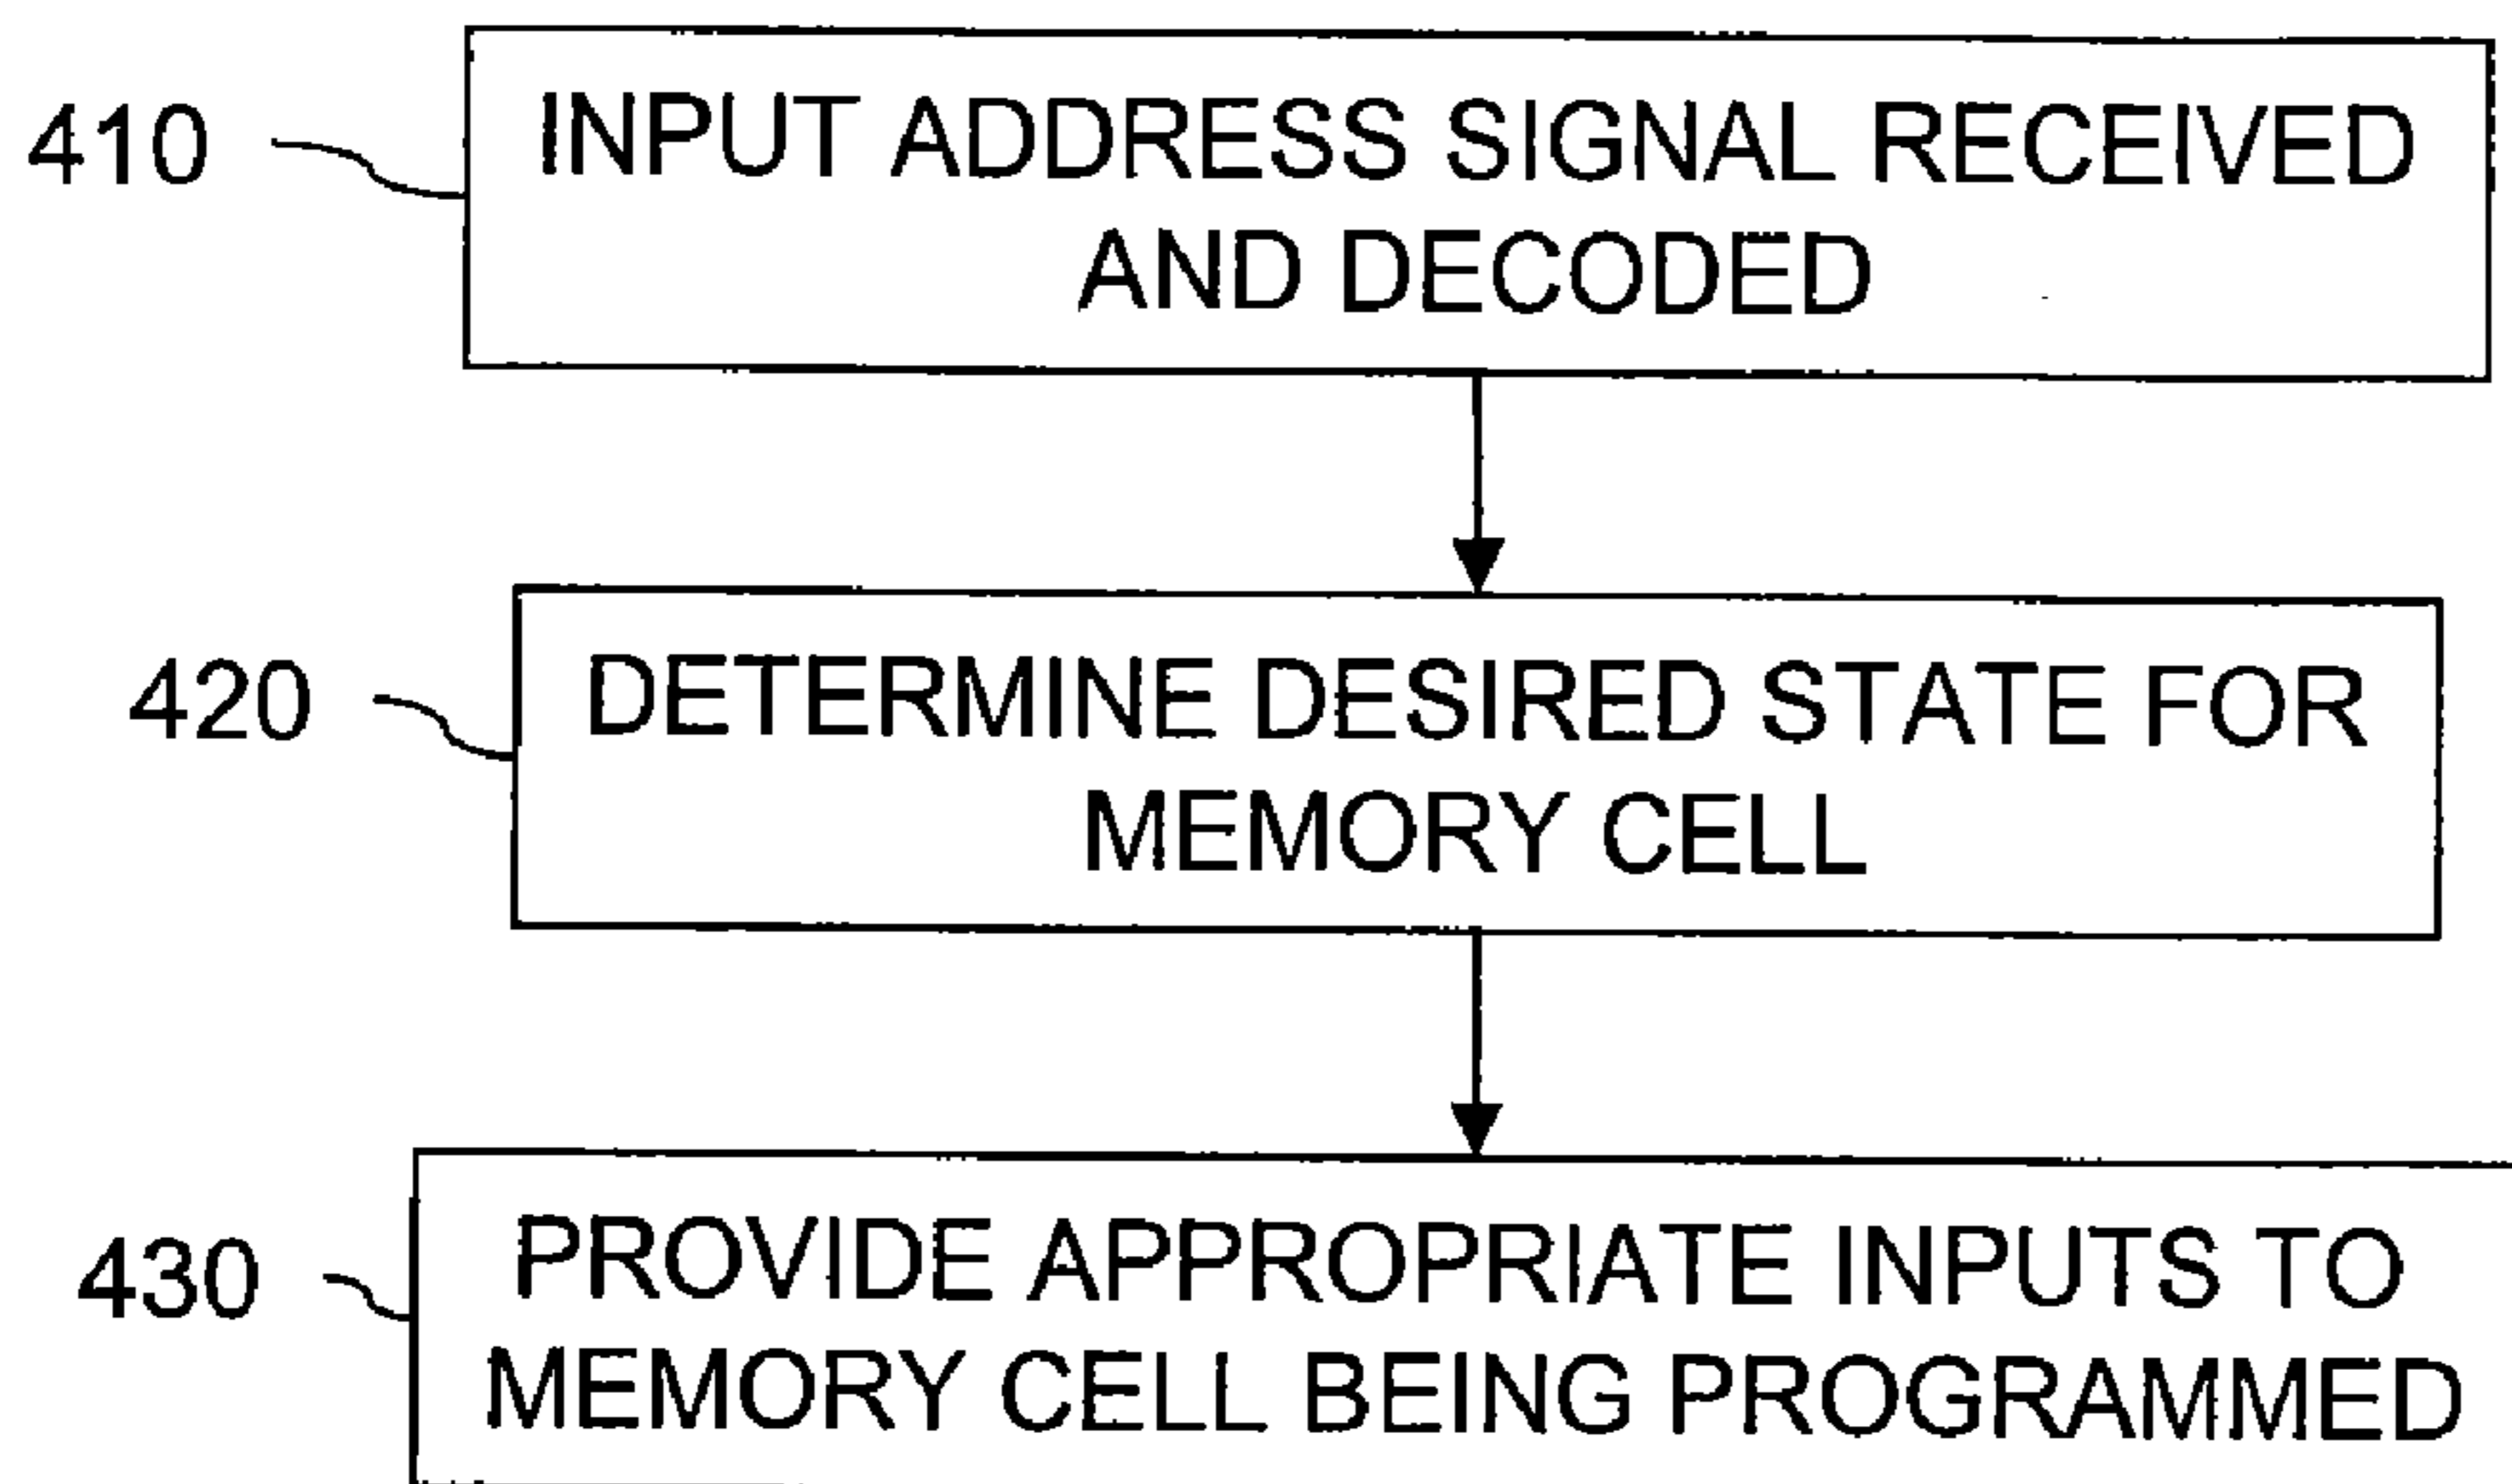 410
INPUT ADDRESS SIGNAL RECEIVED
AND DECODED
420
DETERMINE DESIRED STATE FOR
MEMORY CELL
430
PROVIDE APPROPRIATE INPUTS TO
MEMORY CELL BEING PROGRAMMED